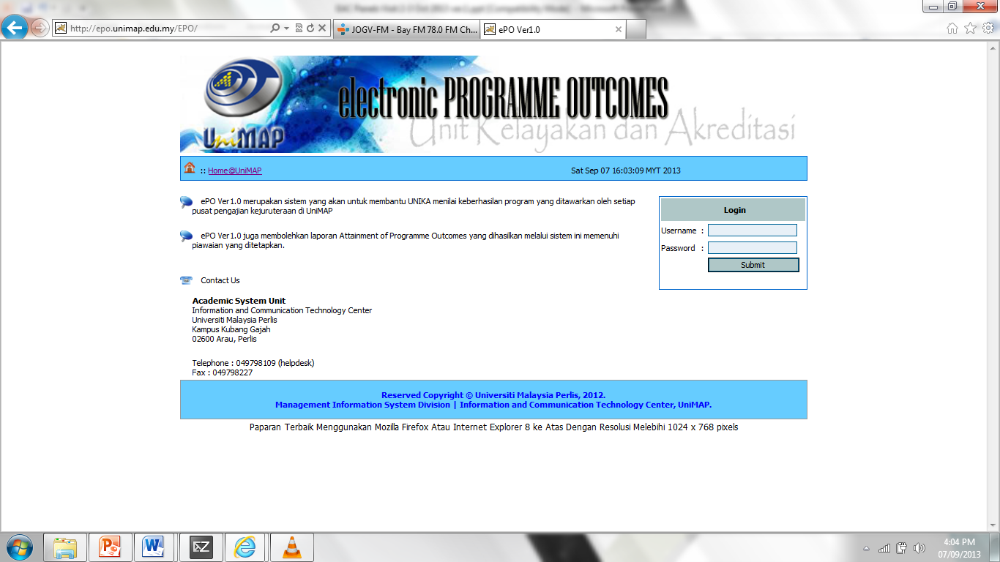 http://epo.unimap.edu.my/EPO/
JOGV-FM - Bay FM 78.0 FM Ch...
ePO Ver1.0
UniMAP
electronic PROGRAMME OUTCOMES
Unit Kelayakan dan Akreditasi
:: Home@UniMAP
Sat Sep 07 16:03:09 MYT 2013
ePO Ver1.0 merupakan sistem yang akan untuk membantu UNIKA menilai keberhasilan program yang ditawarkan oleh setiap
pusat pengajian kejuruteraan di UniMAP
ePO Ver1.0 juga membolehkan laporan Attainment of Programme Outcomes yang dihasilkan melalui sistem ini memenuhi
piawaian yang ditetapkan.
Login
Username :
Password :
Submit
Contact Us
Academic System Unit
Information and Communication Technology Center
Universiti Malaysia Perlis
Kampus Kubang Gajah
02600 Arau, Perlis
Telephone : 049798109 (helpdesk)
Fax : 049798227
Reserved Copyright © Universiti Malaysia Perlis, 2012.
Management Information System Division | Information and Communication Technology Center, UniMAP.
Paparan Terbaik Menggunakan Mozilla Firefox Atau Internet Explorer 8 ke Atas Dengan Resolusi Melebihi 1024 x 768 pixels
4:04 PM
07/09/2013